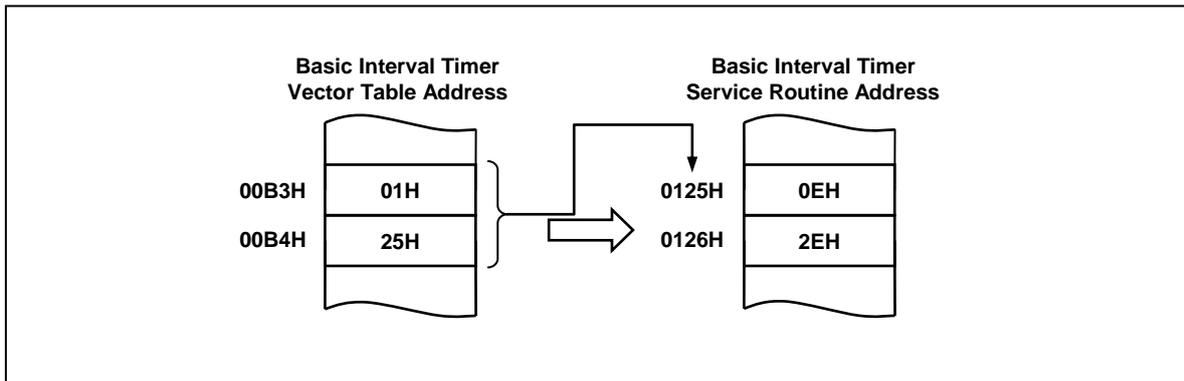 Basic Interval Timer
Vector Table Address
Basic Interval Timer
Service Routine Address
00B3H 01H
00B4H 25H
0125H 0EH
0126H 2EH